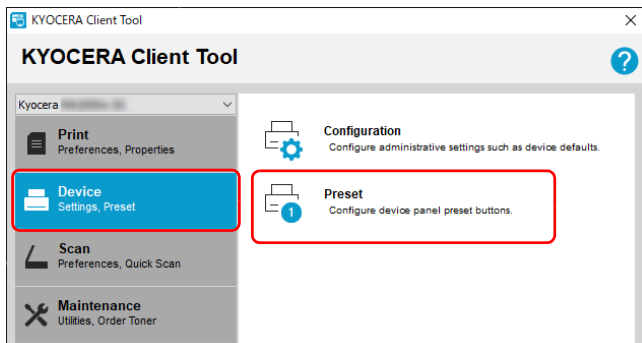 KYOCERA Client Tool
KYOCERA Client Tool
?
Kyocera
Print
Preferences, Properties
Device
Settings, Preset
Scan
Preferences, Quick Scan
Maintenance
Utilities, Order Toner
Configuration
Configure administrative settings such as device defaults.
1
Preset
Configure device panel preset buttons.